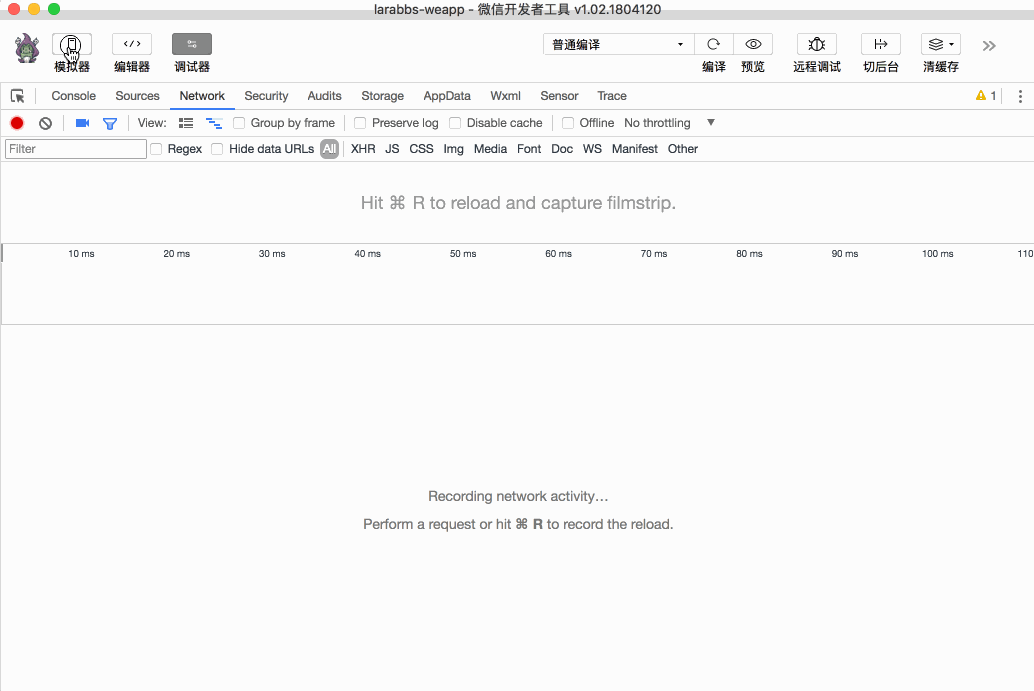 larabbs-weapp - 微信开发者工具 v1.02.1804120
普通编译
模拟器 编辑器 调试器 编译 预览 远程调试 切后台 清缓存
Console Sources Network Security Audits Storage AppData Wxml Sensor Trace 1
View: Group by frame Preserve log Disable cache Offline No throttling
Filter Regex Hide data URLs All XHR JS CSS Img Media Font Doc WS Manifest Other
Hit ⌘ R to reload and capture filmstrip.
10 ms 20 ms 30 ms 40 ms 50 ms 60 ms 70 ms 80 ms 90 ms 100 ms 110
Recording network activity…
Perform a request or hit ⌘ R to record the reload.